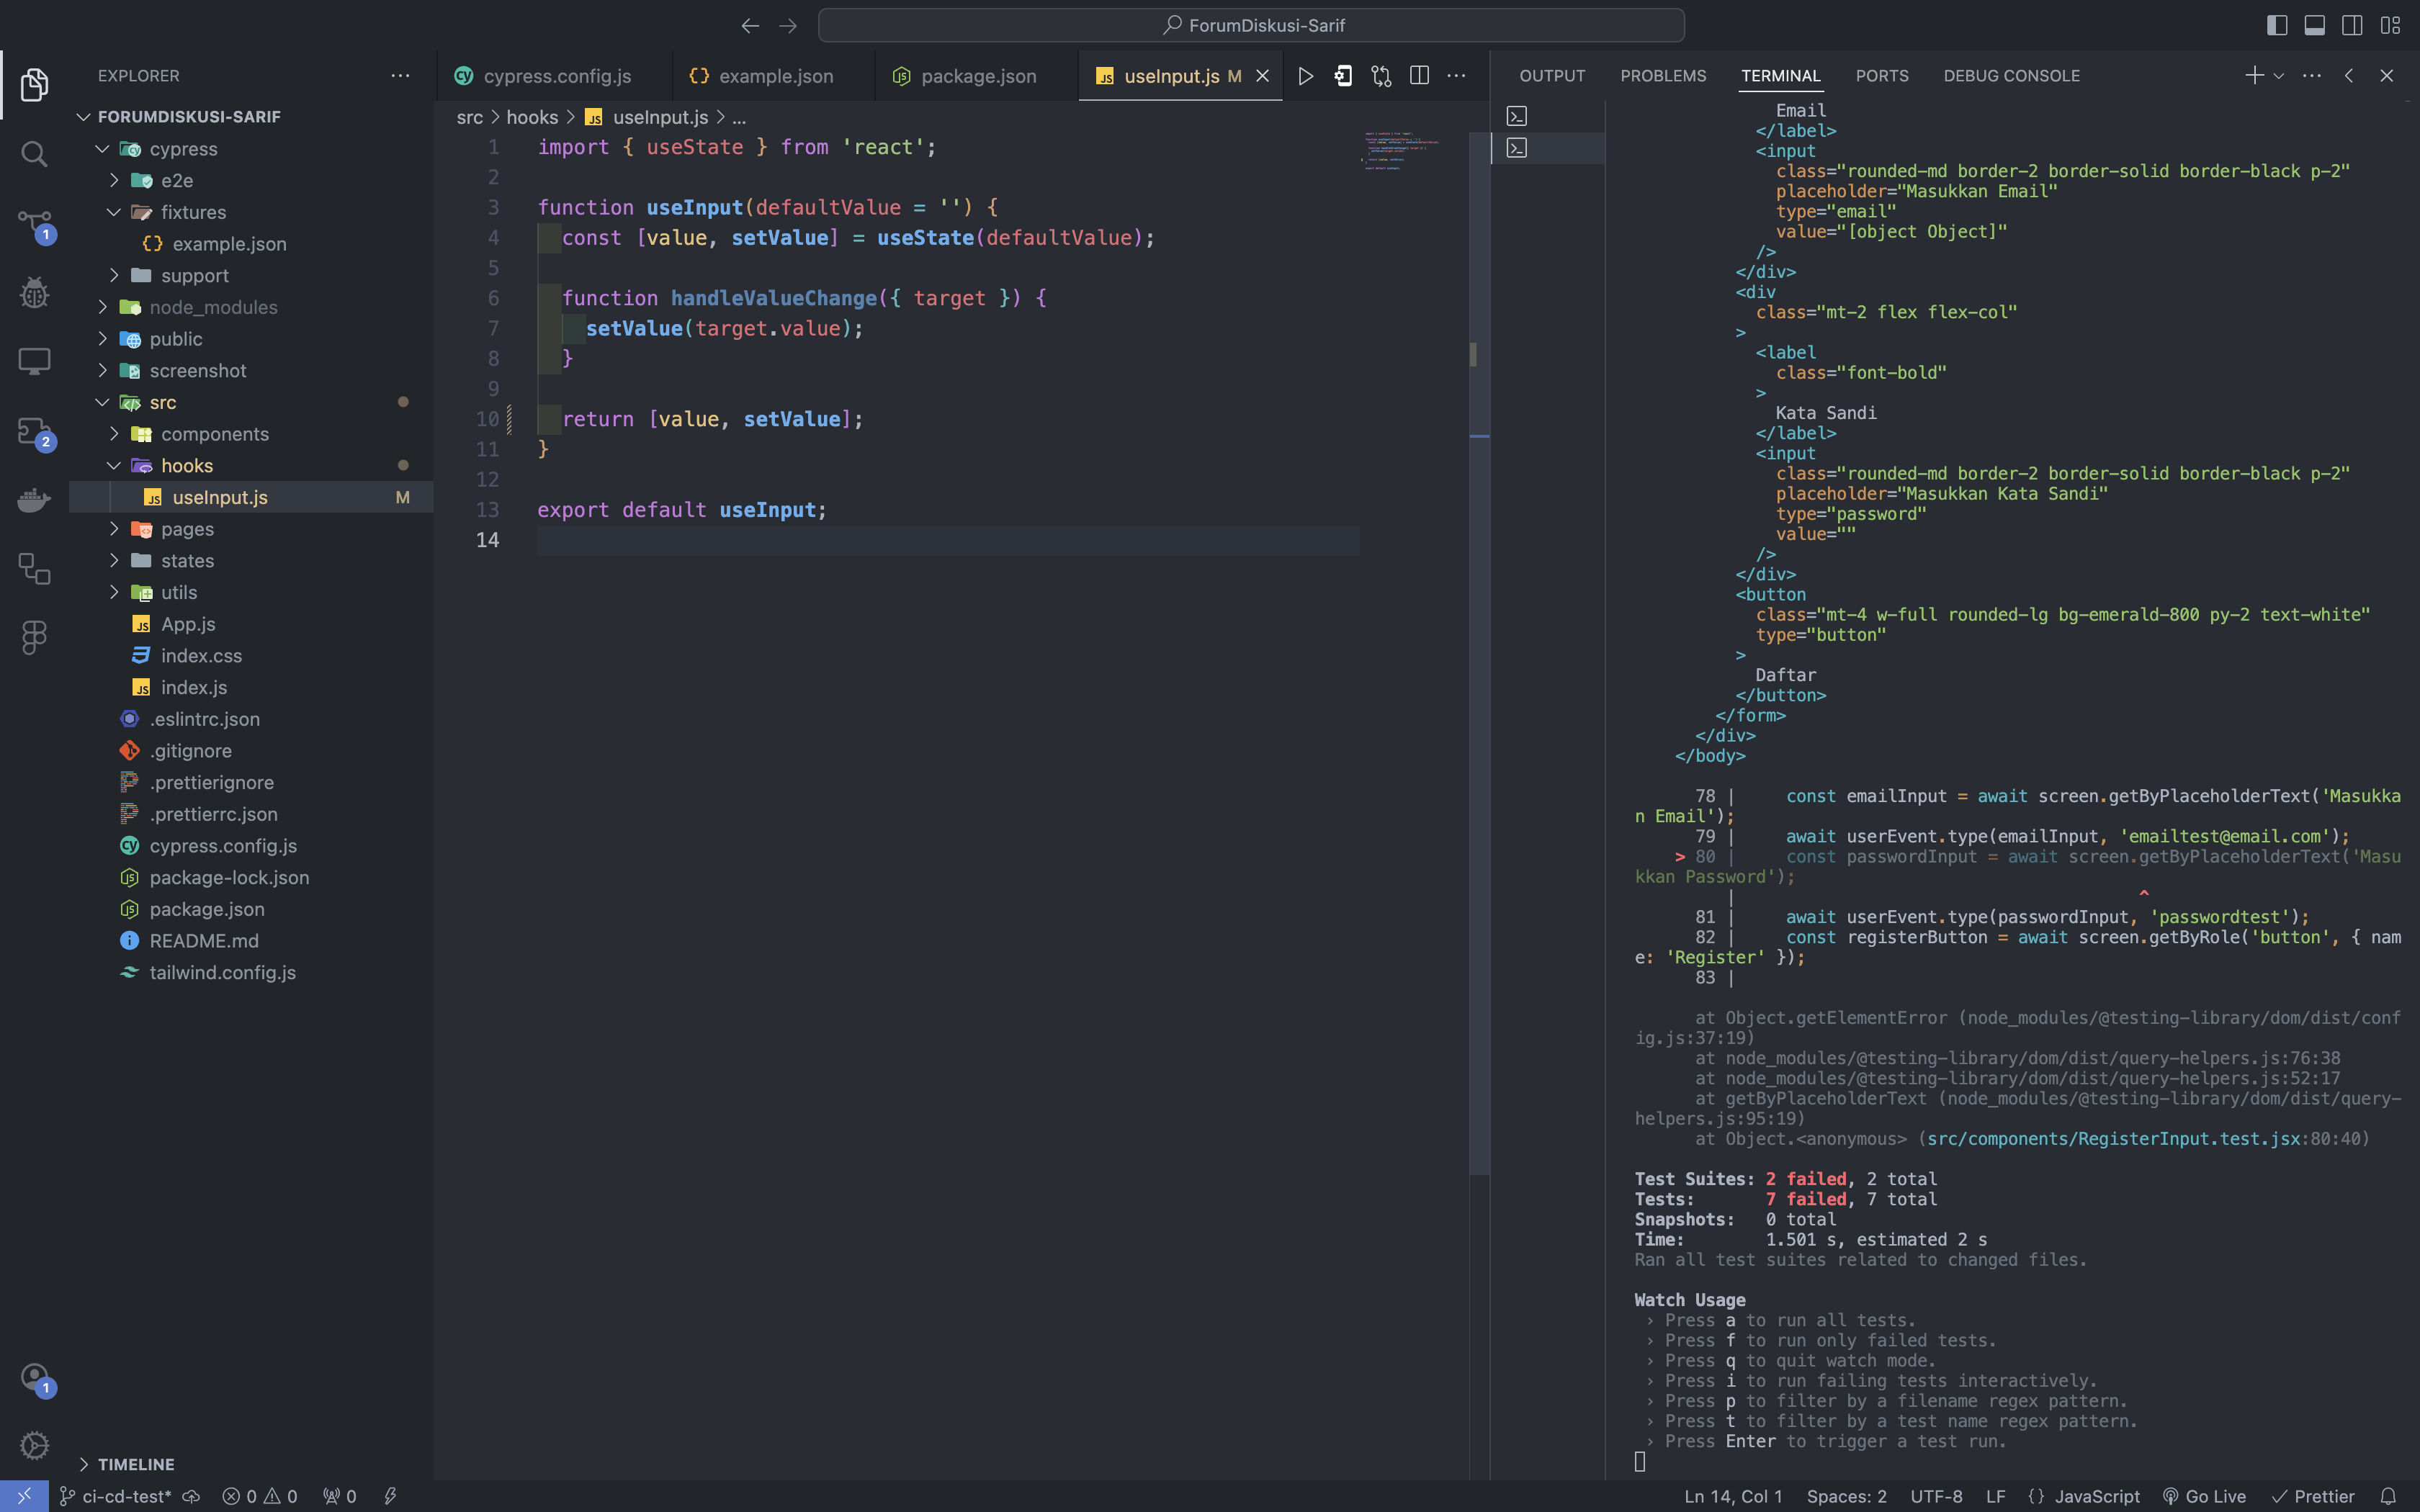 ForumDiskusi-Sarif
EXPLORER
FORUMDISKUSI-SARIF
cypress
e2e
fixtures
example.json
support
node_modules
public
screenshot
src
components
hooks
useInput.js M
pages
states
utils
App.js
index.css
index.js
.eslintrc.json
.gitignore
.prettierignore
.prettierrc.json
cypress.config.js
package-lock.json
package.json
README.md
tailwind.config.js
TIMELINE
1
2
1
cypress.config.js
example.json
package.json
useInput.js M
src > hooks > useInput.js > ...
1 import { useState } from 'react';
2
3 function useInput(defaultValue = '') {
4 const [value, setValue] = useState(defaultValue);
5
6 function handleValueChange({ target }) {
7 setValue(target.value);
8 }
9
10 return [value, setValue];
11 }
12
13 export default useInput;
14
OUTPUT PROBLEMS TERMINAL PORTS DEBUG CONSOLE
Email
</label>
<input
class="rounded-md border-2 border-solid border-black p-2"
placeholder="Masukkan Email"
type="email"
value="[object Object]"
/>
</div>
<div
class="mt-2 flex flex-col"
>
<label
class="font-bold"
>
Kata Sandi
</label>
<input
class="rounded-md border-2 border-solid border-black p-2"
placeholder="Masukkan Kata Sandi"
type="password"
value=""
/>
</div>
<button
class="mt-4 w-full rounded-lg bg-emerald-800 py-2 text-white"
type="button"
>
Daftar
</button>
</form>
</div>
</body>
78 | const emailInput = await screen.getByPlaceholderText('Masukka
n Email');
79 | await userEvent.type(emailInput, 'emailtest@email.com');
> 80 | const passwordInput = await screen.getByPlaceholderText('Masu
kkan Password');
| ^
81 | await userEvent.type(passwordInput, 'passwordtest');
82 | const registerButton = await screen.getByRole('button', { nam
e: 'Register' });
83 |
at Object.getElementError (node_modules/@testing-library/dom/dist/conf
ig.js:37:19)
at node_modules/@testing-library/dom/dist/query-helpers.js:76:38
at node_modules/@testing-library/dom/dist/query-helpers.js:52:17
at getByPlaceholderText (node_modules/@testing-library/dom/dist/query-
helpers.js:95:19)
at Object.<anonymous> (src/components/RegisterInput.test.jsx:80:40)
Test Suites: 2 failed, 2 total
Tests: 7 failed, 7 total
Snapshots: 0 total
Time: 1.501 s, estimated 2 s
Ran all test suites related to changed files.
Watch Usage
› Press a to run all tests.
› Press f to run only failed tests.
› Press q to quit watch mode.
› Press i to run failing tests interactively.
› Press p to filter by a filename regex pattern.
› Press t to filter by a test name regex pattern.
› Press Enter to trigger a test run.
ci-cd-test* 0 0 0
Ln 14, Col 1 Spaces: 2 UTF-8 LF {} JavaScript Go Live Prettier